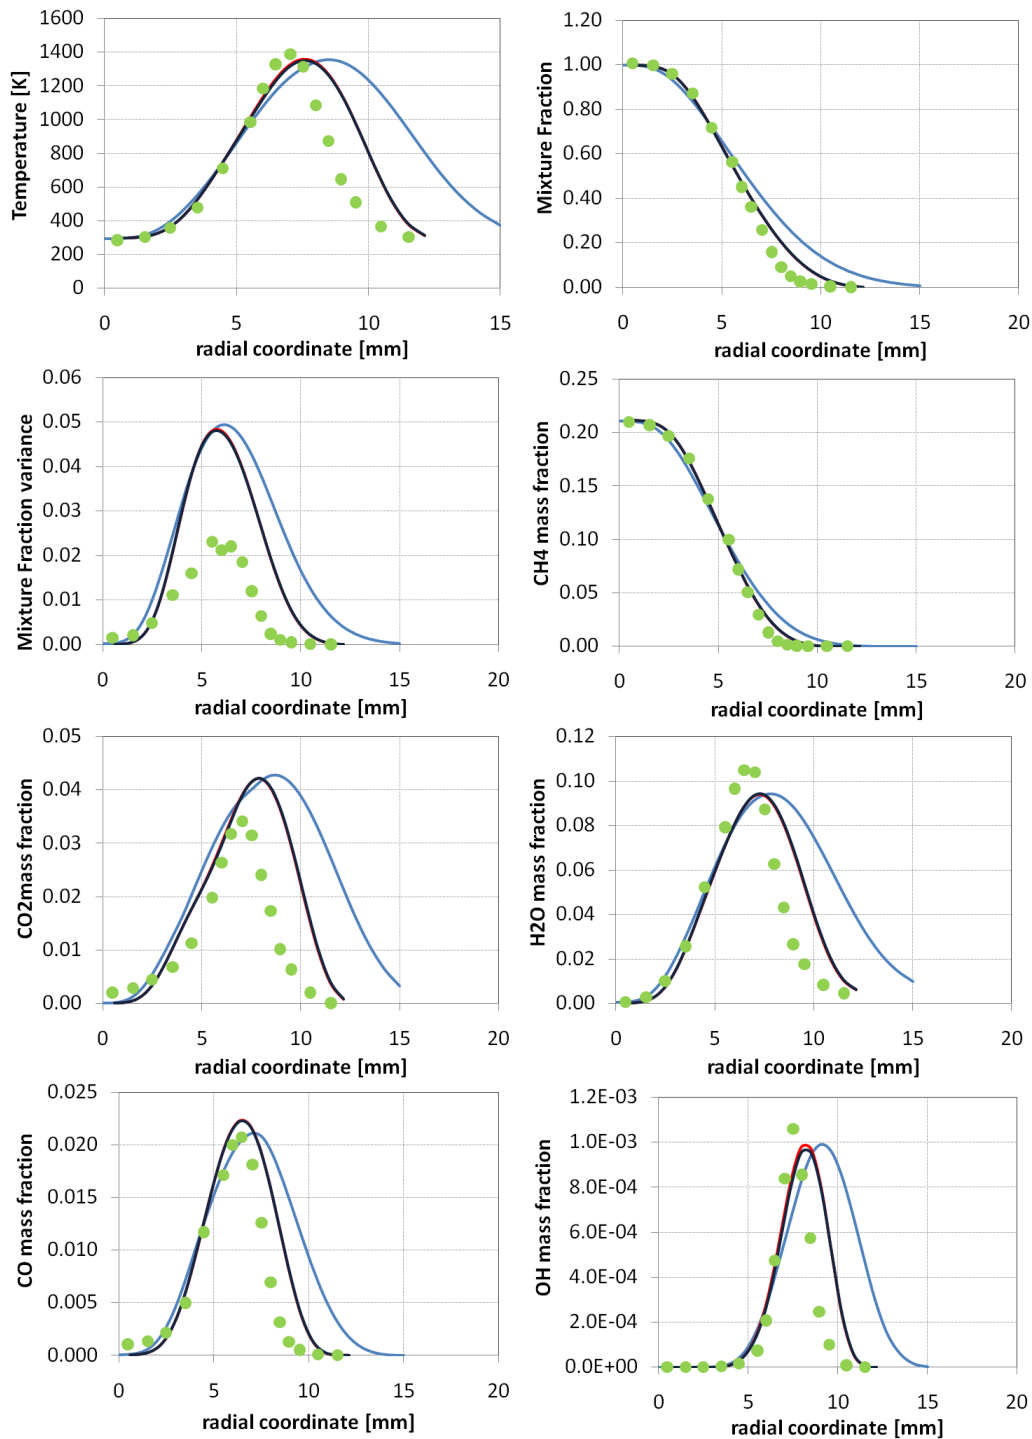 Temperature [K]
1600
1400
1200
1000
800
600
400
200
0
0 5 10 15
radial coordinate [mm]
Mixture Fraction
1.20
1.00
0.80
0.60
0.40
0.20
0.00
0 5 10 15 20
radial coordinate [mm]
Mixture Fraction variance
0.06
0.05
0.04
0.03
0.02
0.01
0.00
0 5 10 15 20
radial coordinate [mm]
CH4 mass fraction
0.25
0.20
0.15
0.10
0.05
0.00
0 5 10 15 20
radial coordinate [mm]
CO2mass fraction
0.05
0.04
0.03
0.02
0.01
0.00
0 5 10 15 20
radial coordinate [mm]
H2O mass fraction
0.12
0.10
0.08
0.06
0.04
0.02
0.00
0 5 10 15 20
radial coordinate [mm]
CO mass fraction
0.025
0.020
0.015
0.010
0.005
0.000
0 5 10 15 20
radial coordinate [mm]
OH mass fraction
1.2E-03
1.0E-03
8.0E-04
6.0E-04
4.0E-04
2.0E-04
0.0E+00
0 5 10 15 20
radial coordinate [mm]